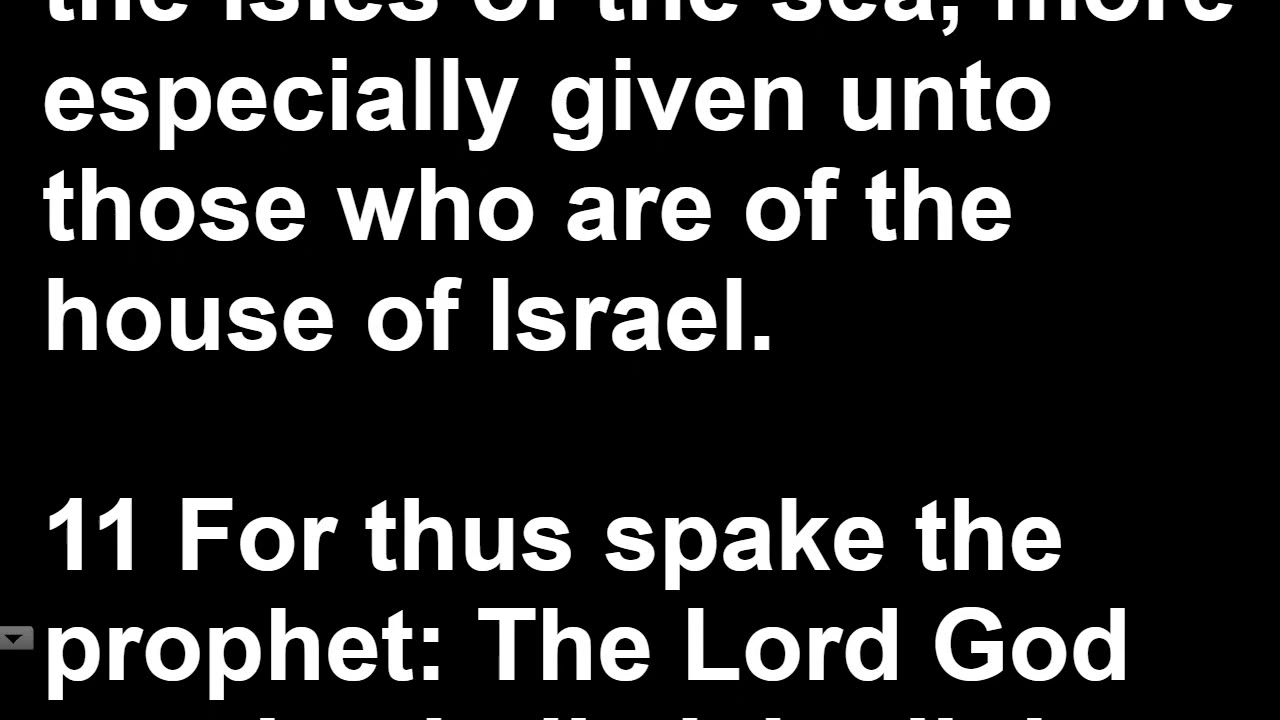 the isles of the sea, more
especially given unto
those who are of the
house of Israel.
11 For thus spake the
prophet: The Lord God